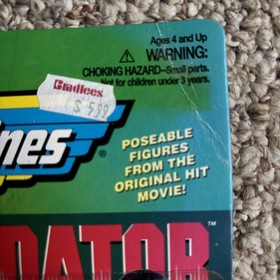 Ages 4 and Up
WARNING:
CHOKING HAZARD–Small parts.
Not for children under 3 years.
Bradlees
$ 5.99
nes®
POSEABLE
FIGURES
FROM THE
ORIGINAL HIT
MOVIE!
DATOR™